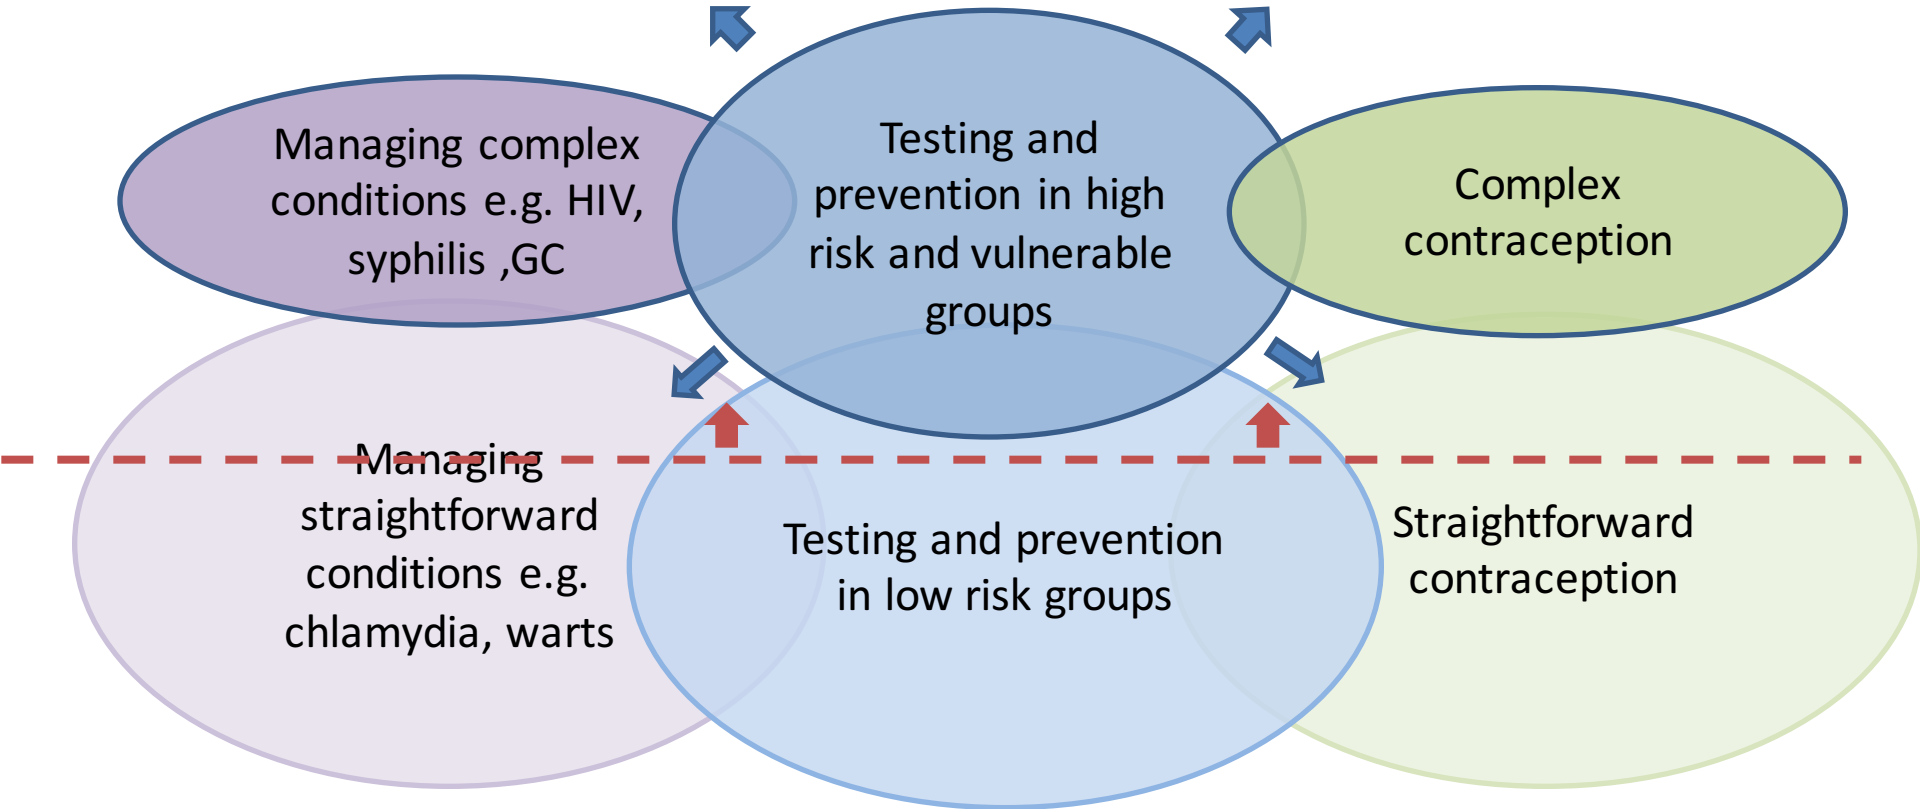 Managing complex
conditions e.g. HIV,
syphilis ,GC
Testing and
prevention in high
risk and vulnerable
groups
Complex
contraception
Managing
straightforward
conditions e.g.
chlamydia, warts
Testing and prevention
in low risk groups
Straightforward
contraception